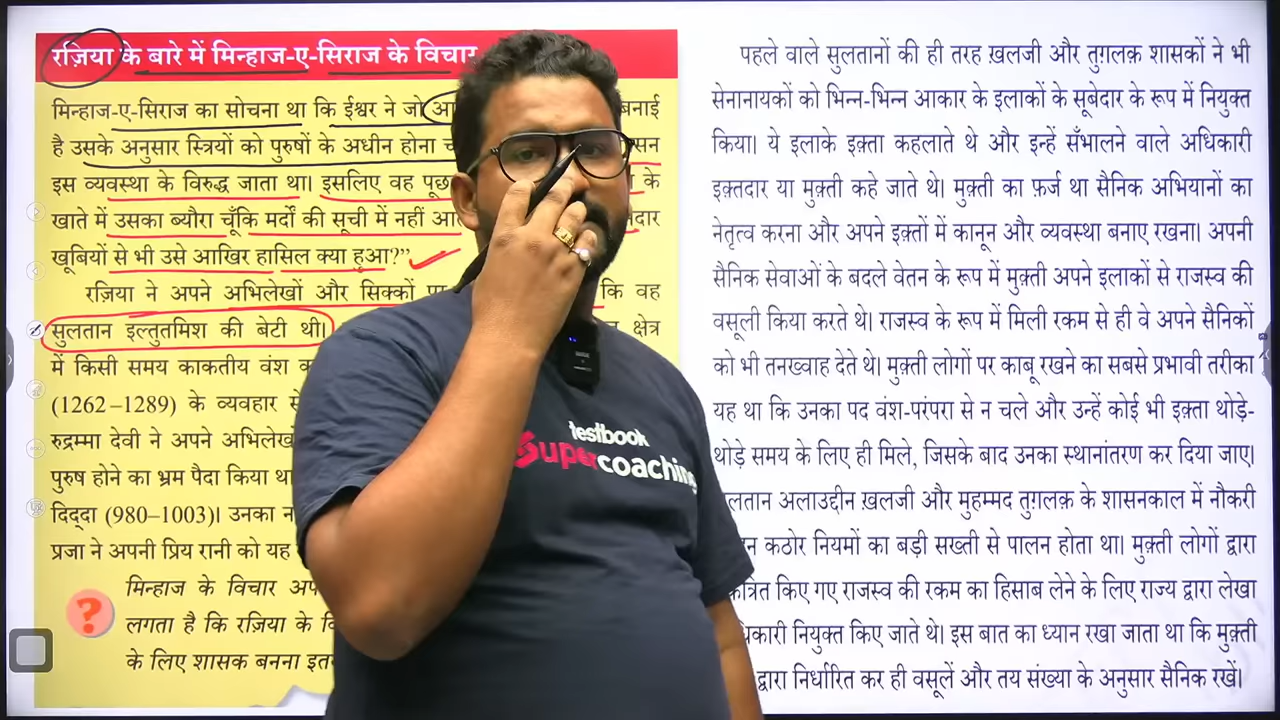 रज़िया के बारे में मिन्हाज-ए-सिराज के विचार
मिन्हाज-ए-सिराज का सोचना था कि ईश्वर ने जो बनाई
है उसके अनुसार स्त्रियों को पुरुषों के अधीन होना
इस व्यवस्था के विरुद्ध जाता था। इसलिए वह के
खाते में उसका ब्यौरा चूँकि मर्दों की सूची में नहीं
खूबियों से भी उसे आखिर हासिल क्या हुआ?”
रज़िया ने अपने अभिलेखों और सिक्कों पर कि वह
सुलतान इल्तुतमिश की बेटी थी। क्षेत्र
में किसी समय काकतीय वंश
(1262–1289) के व्यवहार से
रुद्रम्मा देवी ने अपने
पुरुष होने का भ्रम पैदा किया
दिद्दा (980–1003)। उनका
प्रजा ने अपनी प्रिय रानी को यह
?
मिन्हाज के विचार
लगता है कि रज़िया के
के लिए शासक बनना
पहले वाले सुलतानों की ही तरह ख़लजी और तुग़लक़ शासकों ने भी
सेनानायकों को भिन्न-भिन्न आकार के इलाकों के सूबेदार के रूप में नियुक्त
किया। ये इलाके इक़्ता कहलाते थे और इन्हें सँभालने वाले अधिकारी
इक़्तदार या मुक़्ती कहे जाते थे। मुक़्ती का फ़र्ज था सैनिक अभियानों का
नेतृत्व करना और अपने इक़्तों में कानून और व्यवस्था बनाए रखना। अपनी
सैनिक सेवाओं के बदले वेतन के रूप में मुक़्ती अपने इलाकों से राजस्व की
वसूली किया करते थे। राजस्व के रूप में मिली रकम से ही वे अपने सैनिकों
को भी तनख्वाह देते थे। मुक़्ती लोगों पर काबू रखने का सबसे प्रभावी तरीका
यह था कि उनका पद वंश-परंपरा से न चले और उन्हें कोई भी इक़्ता थोड़े-
थोड़े समय के लिए ही मिले, जिसके बाद उनका स्थानांतरण कर दिया जाए।
अलाउद्दीन ख़लजी और मुहम्मद तुग़लक़ के शासनकाल में नौकरी
कठोर नियमों का बड़ी सख्ती से पालन होता था। मुक़्ती लोगों द्वारा
किए गए राजस्व की रकम का हिसाब लेने के लिए राज्य द्वारा लेखा
नियुक्त किए जाते थे। इस बात का ध्यान रखा जाता था कि मुक़्ती
द्वारा निर्धारित कर ही वसूलें और तय संख्या के अनुसार सैनिक रखें।
testbook
Supercoaching